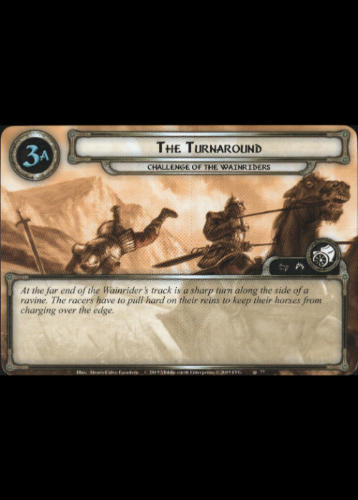 3A
THE TURNAROUND
CHALLENGE OF THE WAINRIDERS
At the far end of the Wainrider's track is a sharp turn along the side of a
ravine. The racers have to pull hard on their reins to keep their horses from
charging over the edge.